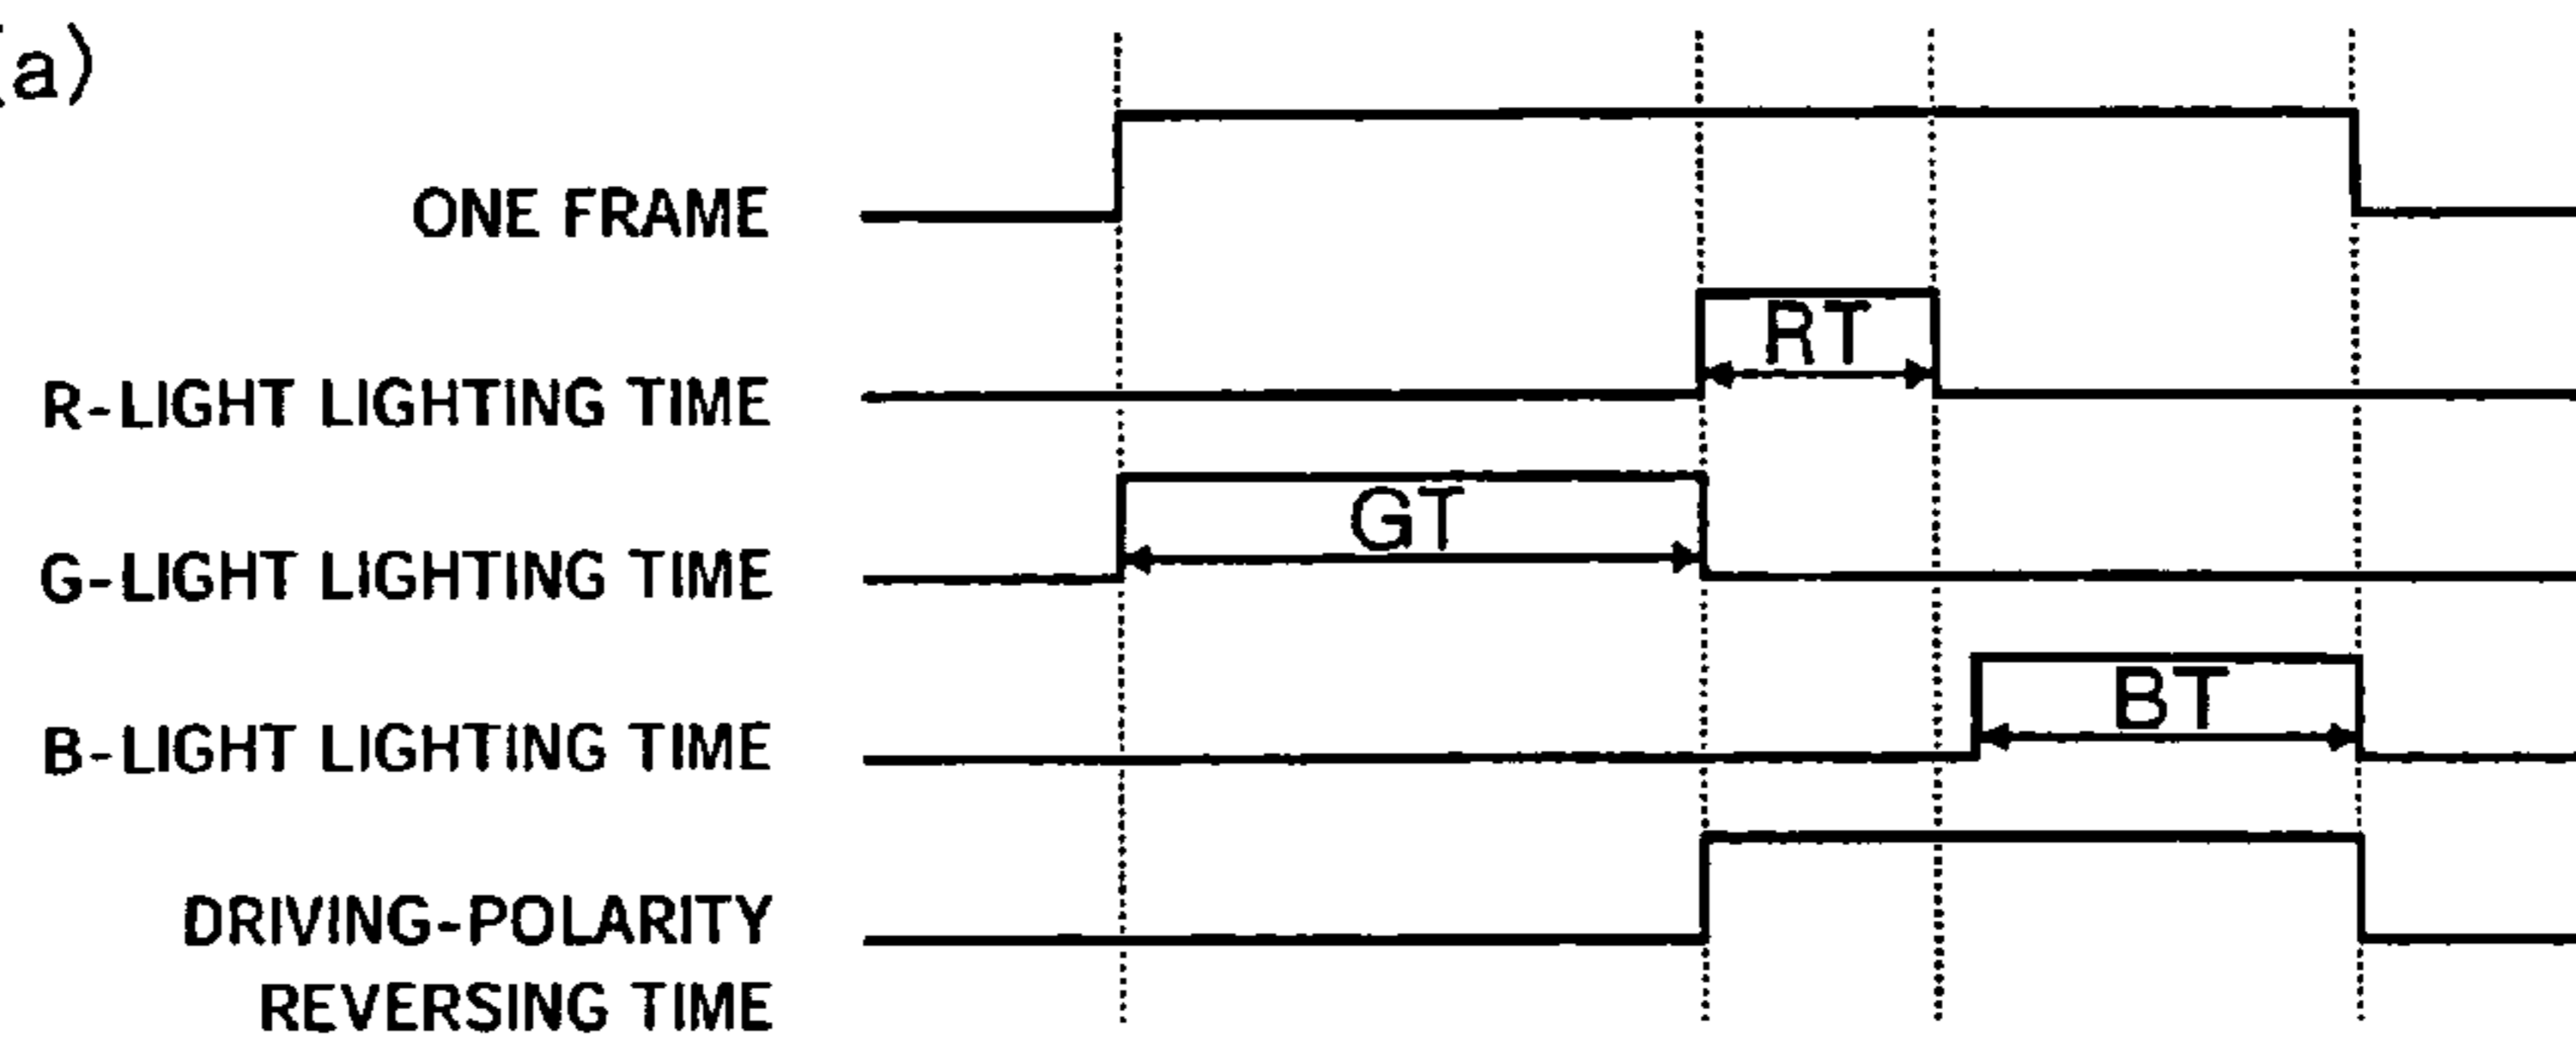 (a)
ONE FRAME
RT
R-LIGHT LIGHTING TIME
GT
G-LIGHT LIGHTING TIME
BT
B-LIGHT LIGHTING TIME
DRIVING-POLARITY
REVERSING TIME